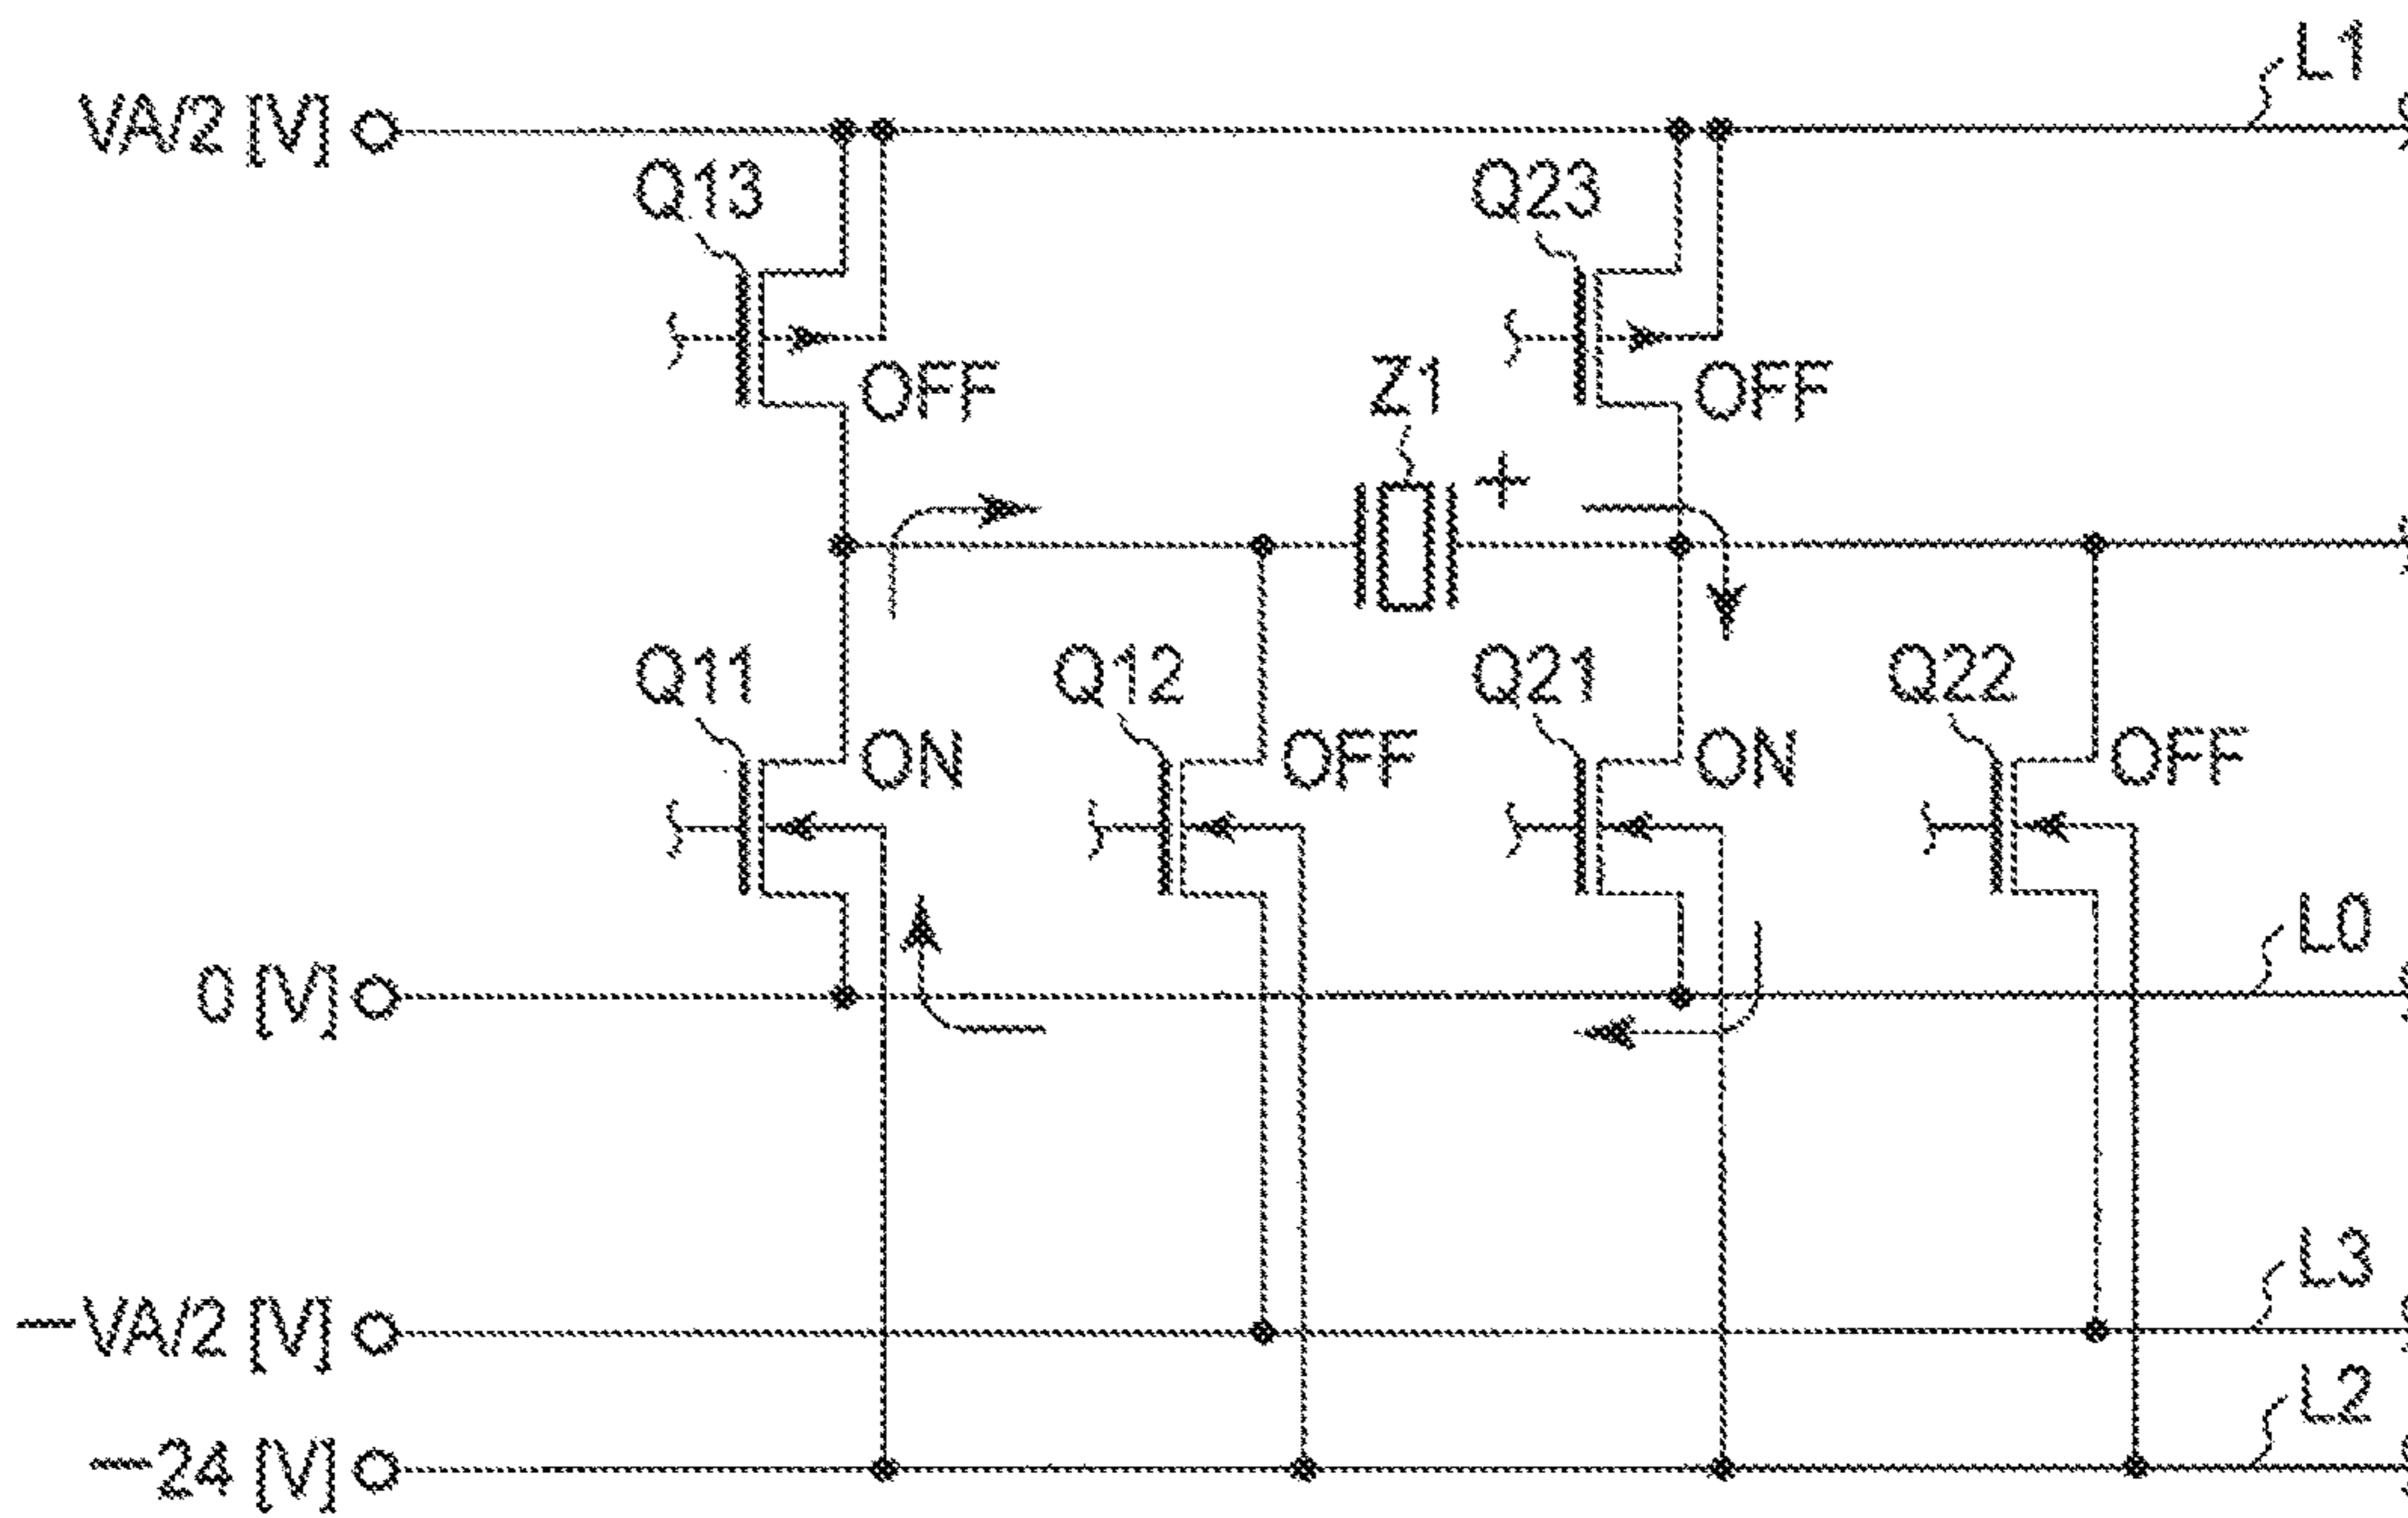 L1
VA/2 [V]
Q13
Q23
OFF
Z1
OFF
+
Q11
Q12
Q21
Q22
ON
OFF
ON
OFF
L0
0 [V]
L3
−VA/2 [V]
L2
−24 [V]